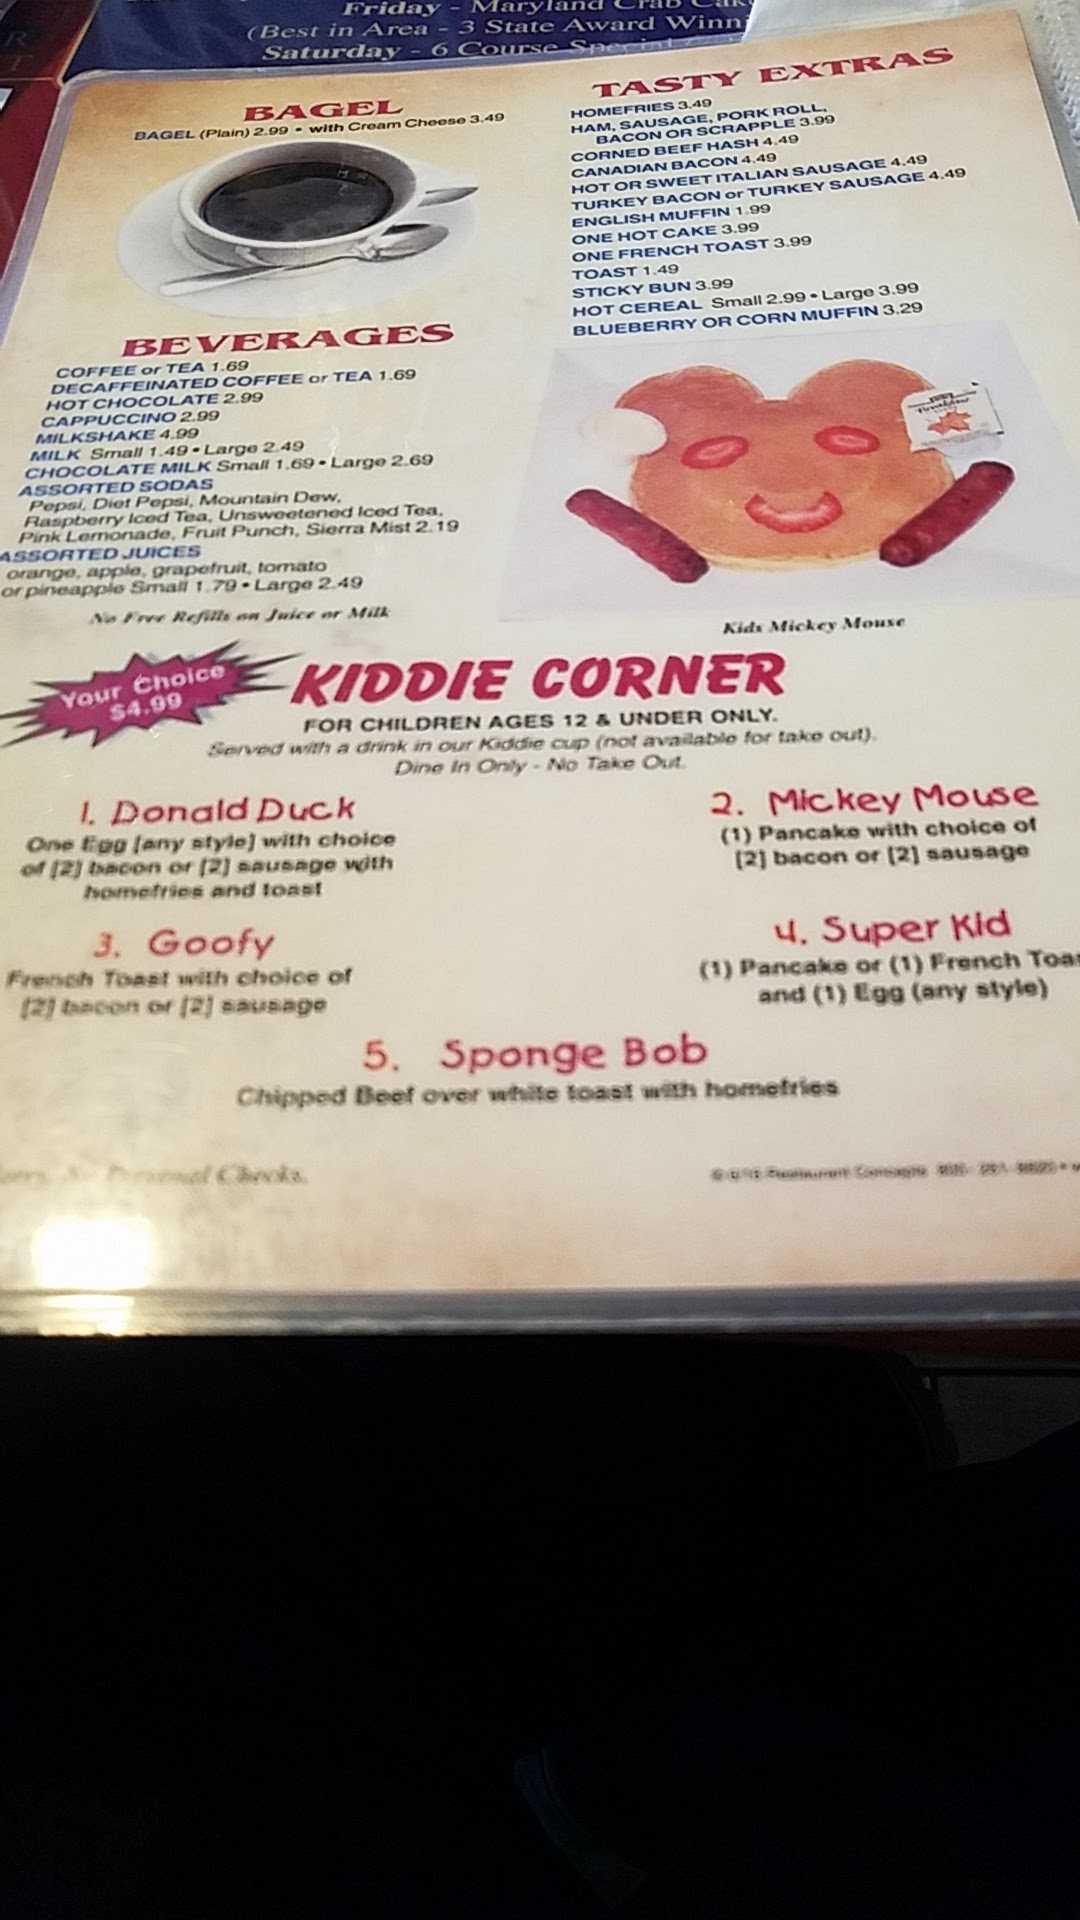 Friday - Maryland Crab
(Best in Area - 3 State Award
Saturday - 6 Course
BAGEL
BAGEL (Plain) 2.99 • with Cream Cheese 3.49
TASTY EXTRAS
HOMEFRIES 3.49
HAM, SAUSAGE, PORK ROLL,
BACON OR SCRAPPLE 3.99
CORNED BEEF HASH 4.49
CANADIAN BACON 4.49
HOT OR SWEET ITALIAN SAUSAGE 4.49
TURKEY BACON or TURKEY SAUSAGE 4.49
ENGLISH MUFFIN 1.99
ONE HOT CAKE 3.99
ONE FRENCH TOAST 3.99
TOAST 1.49
STICKY BUN 3.99
HOT CEREAL Small 2.99 • Large 3.99
BLUEBERRY OR CORN MUFFIN 3.29
BEVERAGES
COFFEE or TEA 1.69
DECAFFEINATED COFFEE or TEA 1.69
HOT CHOCOLATE 2.99
CAPPUCCINO 2.99
MILKSHAKE 4.99
MILK Small 1.49 • Large 2.49
CHOCOLATE MILK Small 1.69 • Large 2.69
ASSORTED SODAS
Pepsi, Diet Pepsi, Mountain Dew,
Raspberry Iced Tea, Unsweetened Iced Tea,
Pink Lemonade, Fruit Punch, Sierra Mist 2.19
ASSORTED JUICES
orange, apple, grapefruit, tomato
or pineapple Small 1.79 • Large 2.49
No Free Refills on Juice or Milk
Kids Mickey Mouse
Your Choice
$4.99
KIDDIE CORNER
FOR CHILDREN AGES 12 & UNDER ONLY.
Served with a drink in our Kiddie cup (not available for take out).
Dine In Only - No Take Out.
1. Donald Duck
One Egg [any style] with choice
of [2] bacon or [2] sausage with
homefries and toast
2. Mickey Mouse
(1) Pancake with choice of
[2] bacon or [2] sausage
3. Goofy
French Toast with choice of
[2] bacon or [2] sausage
4. Super Kid
(1) Pancake or (1) French Toas
and (1) Egg (any style)
5. Sponge Bob
Chipped Beef over white toast with homefries
Personal Checks.
Restaurant Concepts